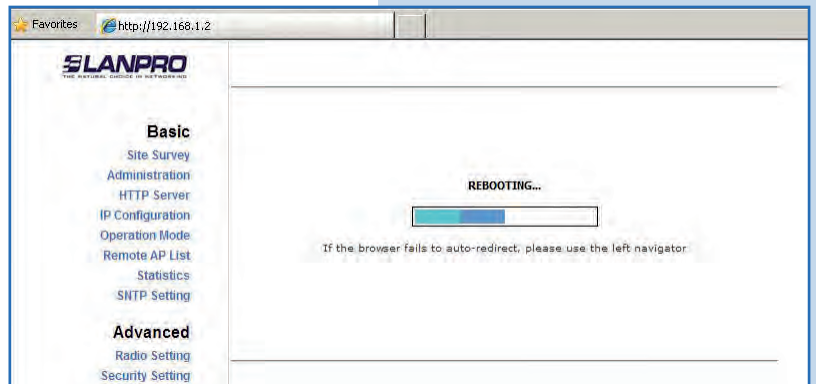 Favorites http://192.168.1.2
LANPRO
THE NATURAL CHOICE IN NETWORKING
Basic
Site Survey
Administration
HTTP Server
IP Configuration
Operation Mode
Remote AP List
Statistics
SNTP Setting
Advanced
Radio Setting
Security Setting
REBOOTING...
If the browser fails to auto-redirect, please use the left navigator